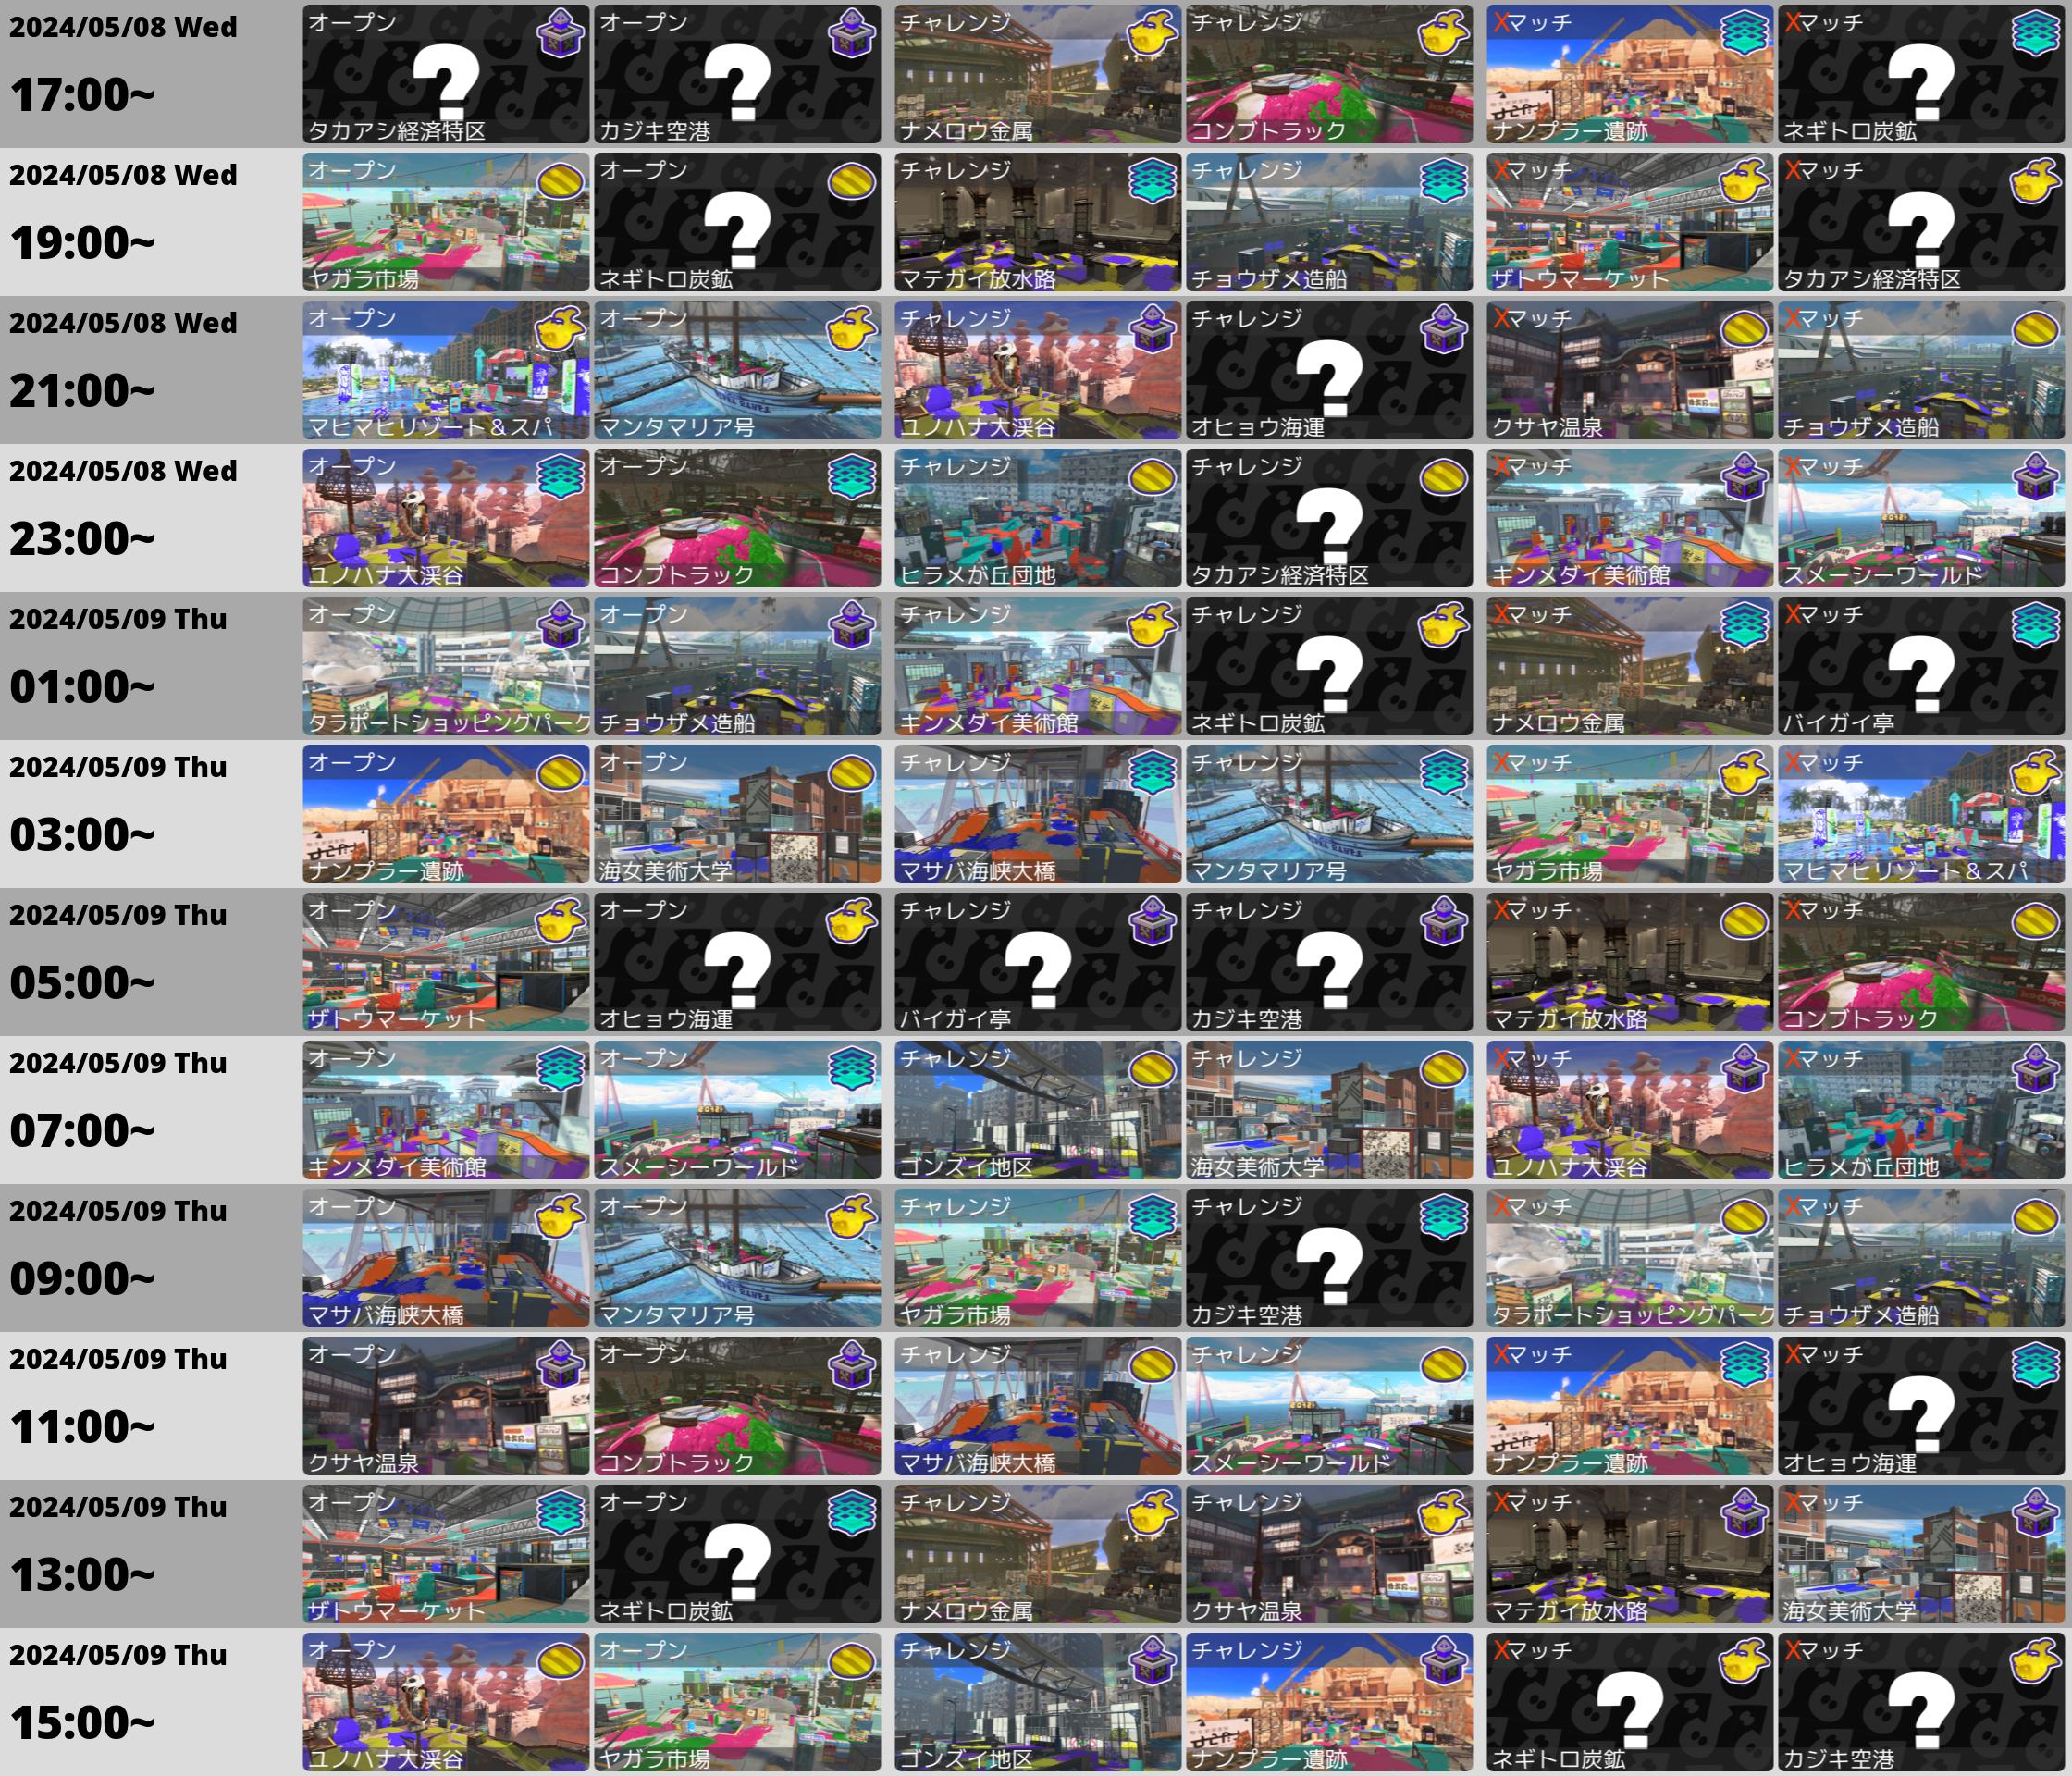 2024/05/08 Wed
17:00~
オープン オープン チャレンジ チャレンジ Xマッチ Xマッチ
タカアシ経済特区 カジキ空港 ナメロウ金属 コンブトラック ナンプラー遺跡 ネギトロ炭鉱
2024/05/08 Wed
19:00~
オープン オープン チャレンジ チャレンジ Xマッチ Xマッチ
ヤガラ市場 ネギトロ炭鉱 マテガイ放水路 チョウザメ造船 ザトウマーケット タカアシ経済特区
2024/05/08 Wed
21:00~
オープン オープン チャレンジ チャレンジ Xマッチ Xマッチ
マヒマヒリゾート＆スパ マンタマリア号 ユノハナ大渓谷 オヒョウ海運 クサヤ温泉 チョウザメ造船
2024/05/08 Wed
23:00~
オープン オープン チャレンジ チャレンジ Xマッチ Xマッチ
ユノハナ大渓谷 コンブトラック ヒラメが丘団地 タカアシ経済特区 キンメダイ美術館 スメーシーワールド
2024/05/09 Thu
01:00~
オープン オープン チャレンジ チャレンジ Xマッチ Xマッチ
タラポートショッピングパーク チョウザメ造船 キンメダイ美術館 ネギトロ炭鉱 ナメロウ金属 バイガイ亭
2024/05/09 Thu
03:00~
オープン オープン チャレンジ チャレンジ Xマッチ Xマッチ
ナンプラー遺跡 海女美術大学 マサバ海峡大橋 マンタマリア号 ヤガラ市場 マヒマヒリゾート＆スパ
2024/05/09 Thu
05:00~
オープン オープン チャレンジ チャレンジ Xマッチ Xマッチ
ザトウマーケット オヒョウ海運 バイガイ亭 カジキ空港 マテガイ放水路 コンブトラック
2024/05/09 Thu
07:00~
オープン オープン チャレンジ チャレンジ Xマッチ Xマッチ
キンメダイ美術館 スメーシーワールド ゴンズイ地区 海女美術大学 ユノハナ大渓谷 ヒラメが丘団地
2024/05/09 Thu
09:00~
オープン オープン チャレンジ チャレンジ Xマッチ Xマッチ
マサバ海峡大橋 マンタマリア号 ヤガラ市場 カジキ空港 タラポートショッピングパーク チョウザメ造船
2024/05/09 Thu
11:00~
オープン オープン チャレンジ チャレンジ Xマッチ Xマッチ
クサヤ温泉 コンブトラック マサバ海峡大橋 スメーシーワールド ナンプラー遺跡 オヒョウ海運
2024/05/09 Thu
13:00~
オープン オープン チャレンジ チャレンジ Xマッチ Xマッチ
ザトウマーケット ネギトロ炭鉱 ナメロウ金属 クサヤ温泉 マテガイ放水路 海女美術大学
2024/05/09 Thu
15:00~
オープン オープン チャレンジ チャレンジ Xマッチ Xマッチ
ユノハナ大渓谷 ヤガラ市場 ゴンズイ地区 ナンプラー遺跡 ネギトロ炭鉱 カジキ空港